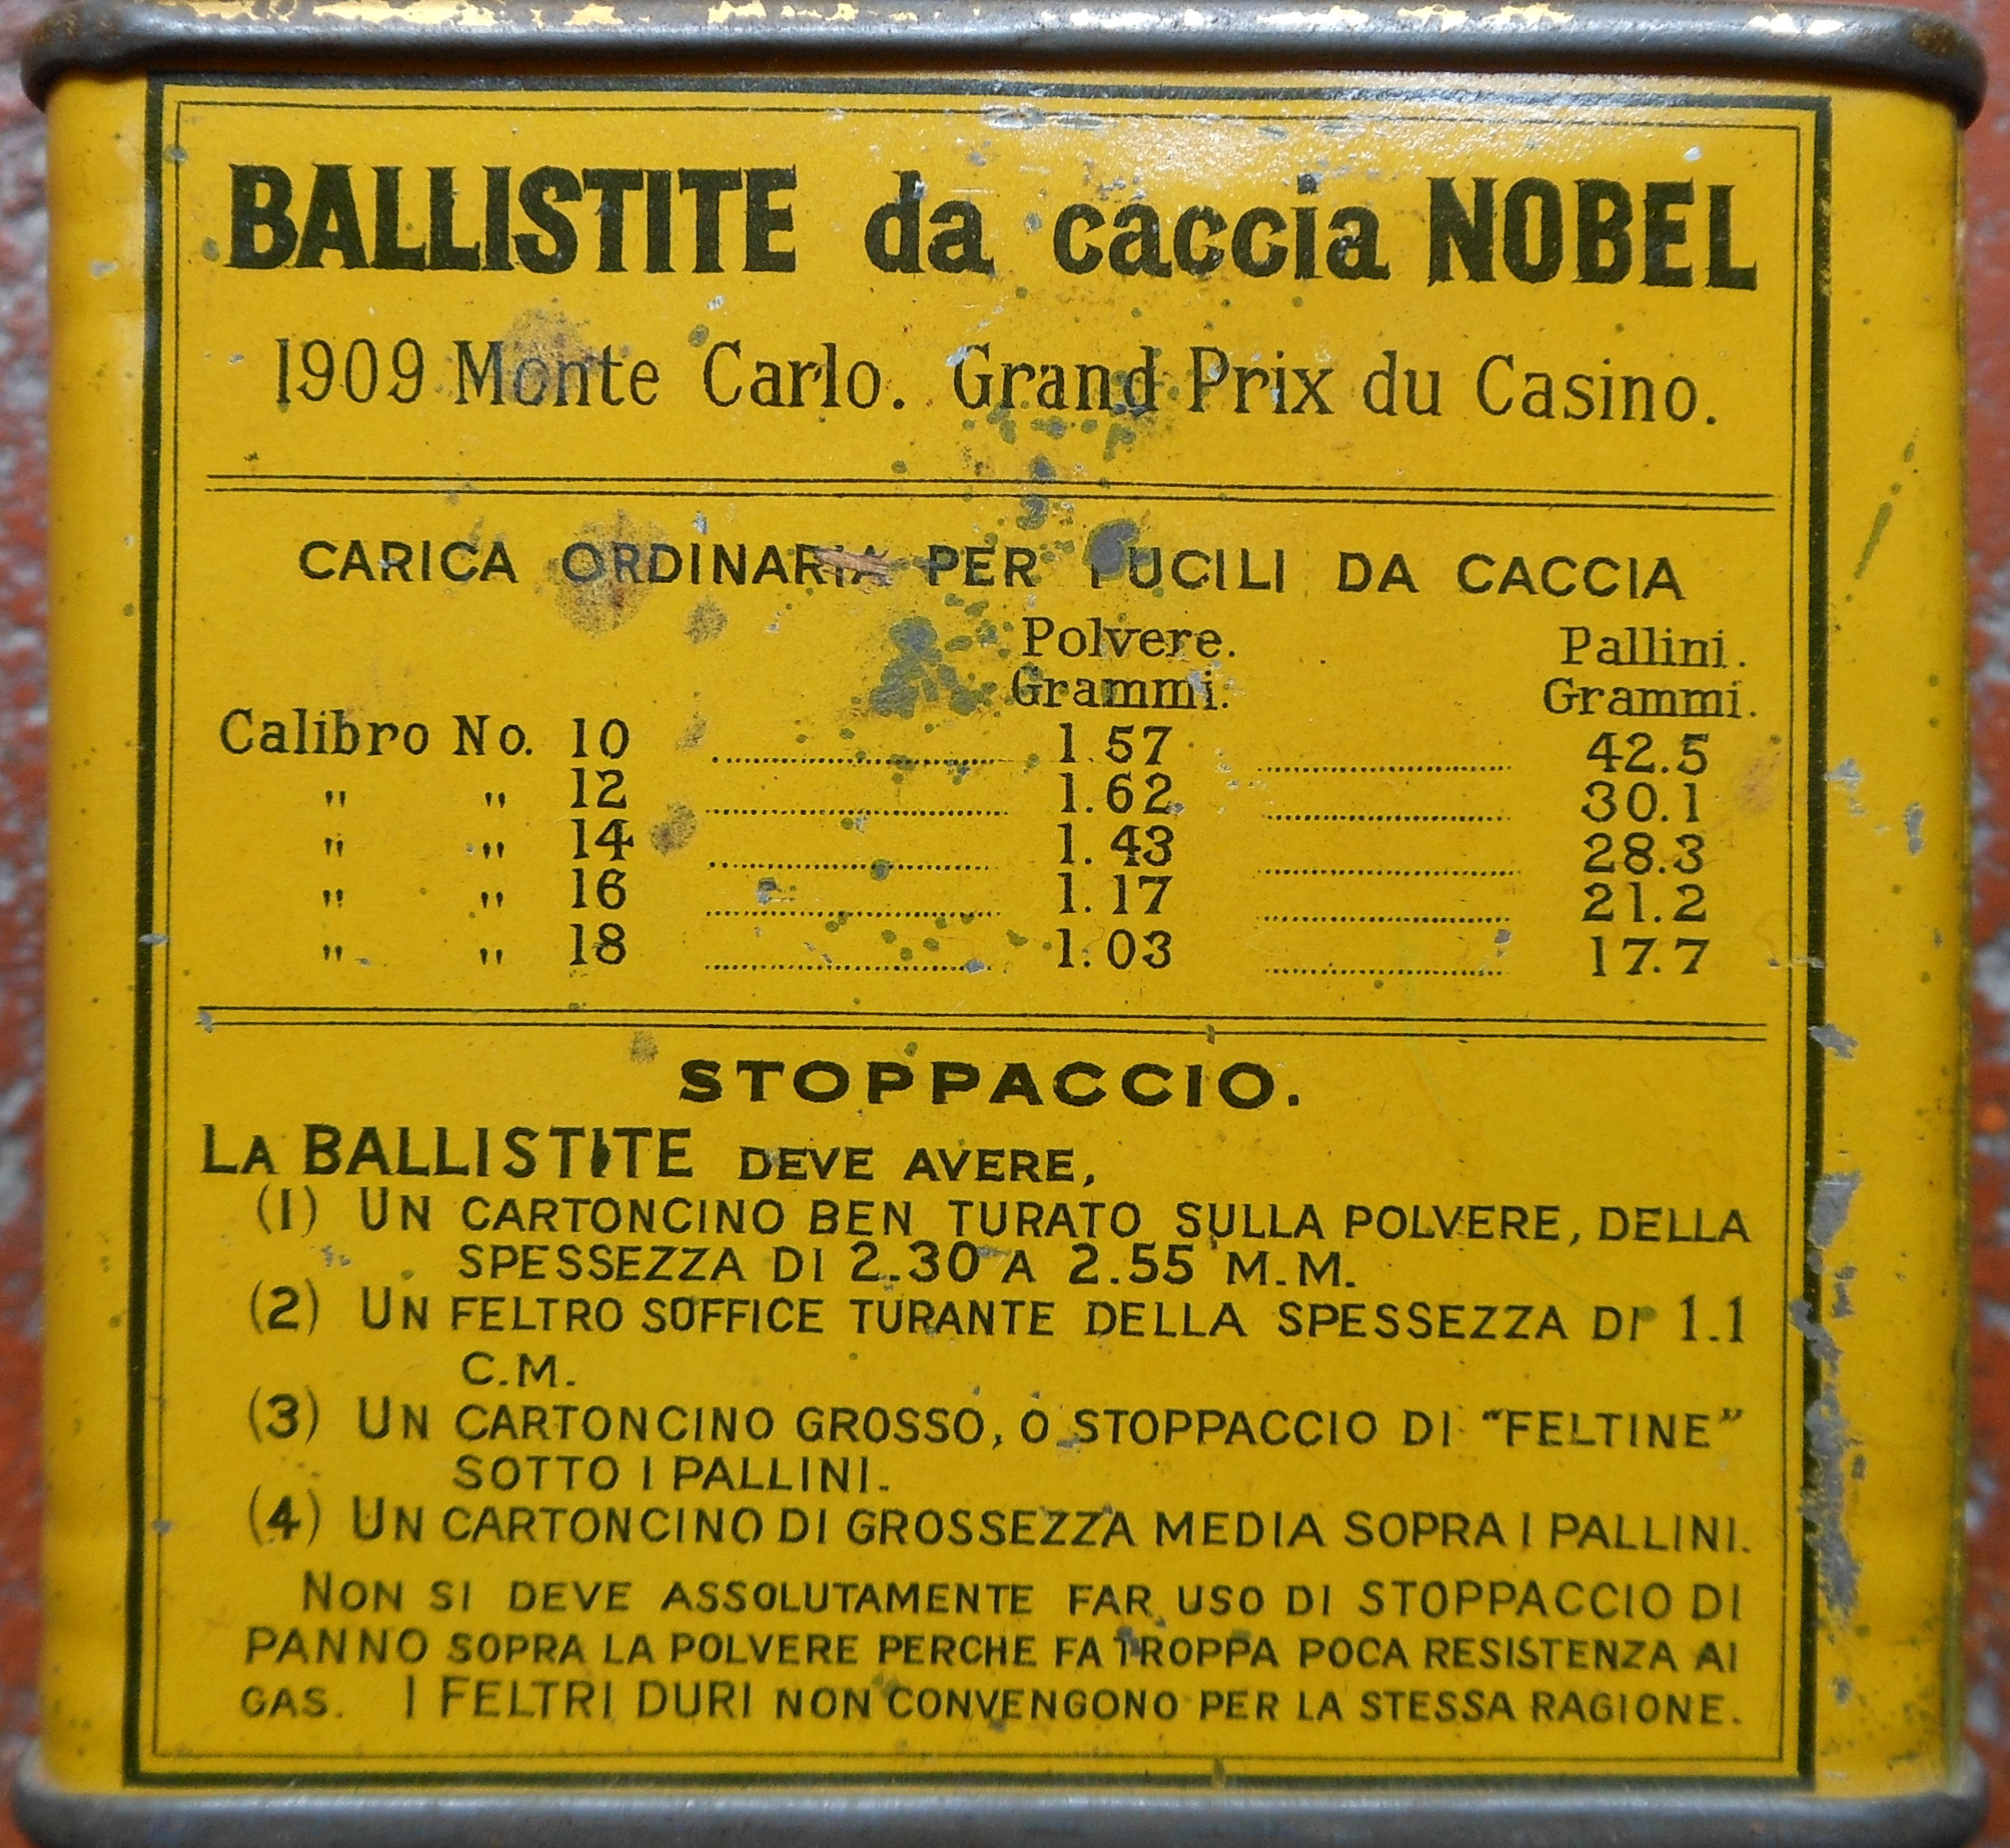 BALLISTITE da caccia NOBEL
1909 Monte Carlo. Grand Prix du Casino.
CARICA ORDINARIA PER FUCILI DA CACCIA
Polvere. Pallini.
Grammi. Grammi.
Calibro No. 10 ........ 1.57 ........ 42.5
" " 12 ........ 1.62 ........ 30.1
" " 14 ........ 1.43 ........ 28.3
" " 16 ........ 1.17 ........ 21.2
" " 18 ........ 1.03 ........ 17.7
STOPPACCIO.
LA BALLISTITE DEVE AVERE,
(1) UN CARTONCINO BEN TURATO SULLA POLVERE, DELLA
SPESSEZZA DI 2.30 A 2.55 M.M.
(2) UN FELTRO SOFFICE TURANTE DELLA SPESSEZZA DI 1.1
C.M.
(3) UN CARTONCINO GROSSO, O STOPPACCIO DI "FELTINE"
SOTTO I PALLINI.
(4) UN CARTONCINO DI GROSSEZZA MEDIA SOPRA I PALLINI.
NON SI DEVE ASSOLUTAMENTE FAR USO DI STOPPACCIO DI
PANNO SOPRA LA POLVERE PERCHE FA TROPPA POCA RESISTENZA AI
GAS. I FELTRI DURI NON CONVENGONO PER LA STESSA RAGIONE.